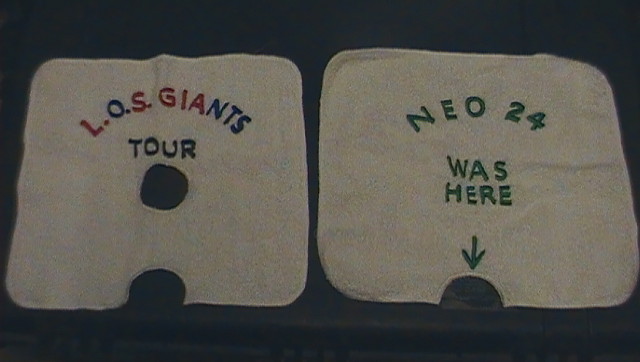 L.O.S. GIANTS
TOUR
NEO 24
WAS
HERE